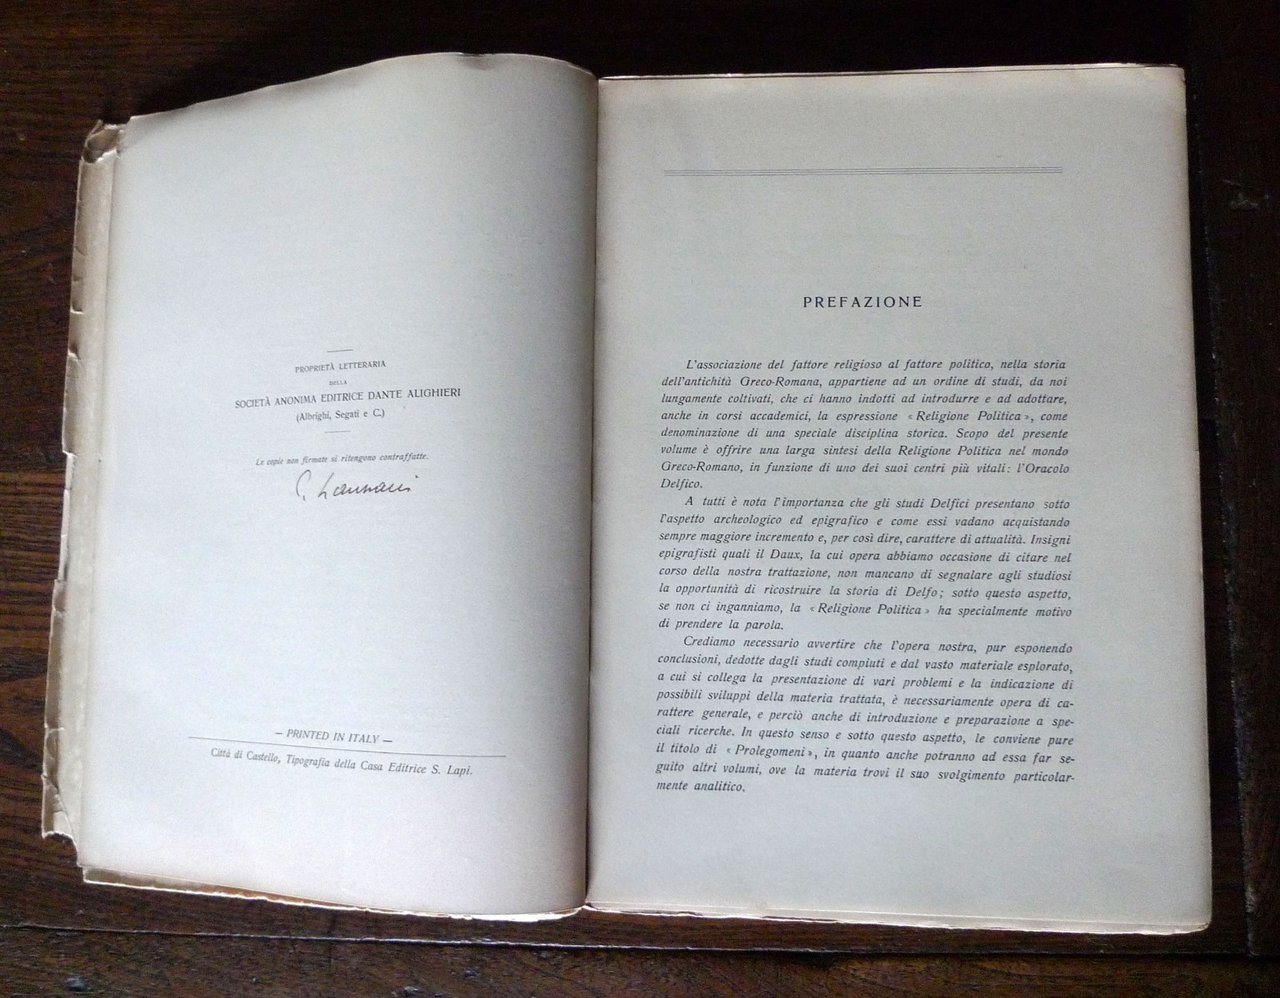 PROPRIETÀ LETTERARIA
DELLA
SOCIETÀ ANONIMA EDITRICE DANTE ALIGHIERI
(Albrighi, Segati e C.)
Le copie non firmate si ritengono contraffatte.
— PRINTED IN ITALY —
Città di Castello, Tipografia della Casa Editrice S. Lapi.
PREFAZIONE
L'associazione del fattore religioso al fattore politico, nella storia
dell'antichità Greco-Romana, appartiene ad un ordine di studi, da noi
lungamente coltivati, che ci hanno indotti ad introdurre e ad adottare,
anche in corsi accademici, la espressione « Religione Politica », come
denominazione di una speciale disciplina storica. Scopo del presente
volume è offrire una larga sintesi della Religione Politica nel mondo
Greco-Romano, in funzione di uno dei suoi centri più vitali: l'Oracolo
Delfico.
A tutti è nota l'importanza che gli studi Delfici presentano sotto
l'aspetto archeologico ed epigrafico e come essi vadano acquistando
sempre maggiore incremento e, per così dire, carattere di attualità. Insigni
epigrafisti quali il Daux, la cui opera abbiamo occasione di citare nel
corso della nostra trattazione, non mancano di segnalare agli studiosi
la opportunità di ricostruire la storia di Delfo; sotto questo aspetto,
se non ci inganniamo, la « Religione Politica » ha specialmente motivo
di prendere la parola.
Crediamo necessario avvertire che l'opera nostra, pur esponendo
conclusioni, dedotte dagli studi compiuti e dal vasto materiale esplorato,
a cui si collega la presentazione di vari problemi e la indicazione di
possibili sviluppi della materia trattata, è necessariamente opera di ca-
rattere generale, e perciò anche di introduzione e preparazione a spe-
ciali ricerche. In questo senso e sotto questo aspetto, le conviene pure
il titolo di « Prolegomeni », in quanto anche potranno ad essa far se-
guito altri volumi, ove la materia trovi il suo svolgimento particolar-
mente analitico.